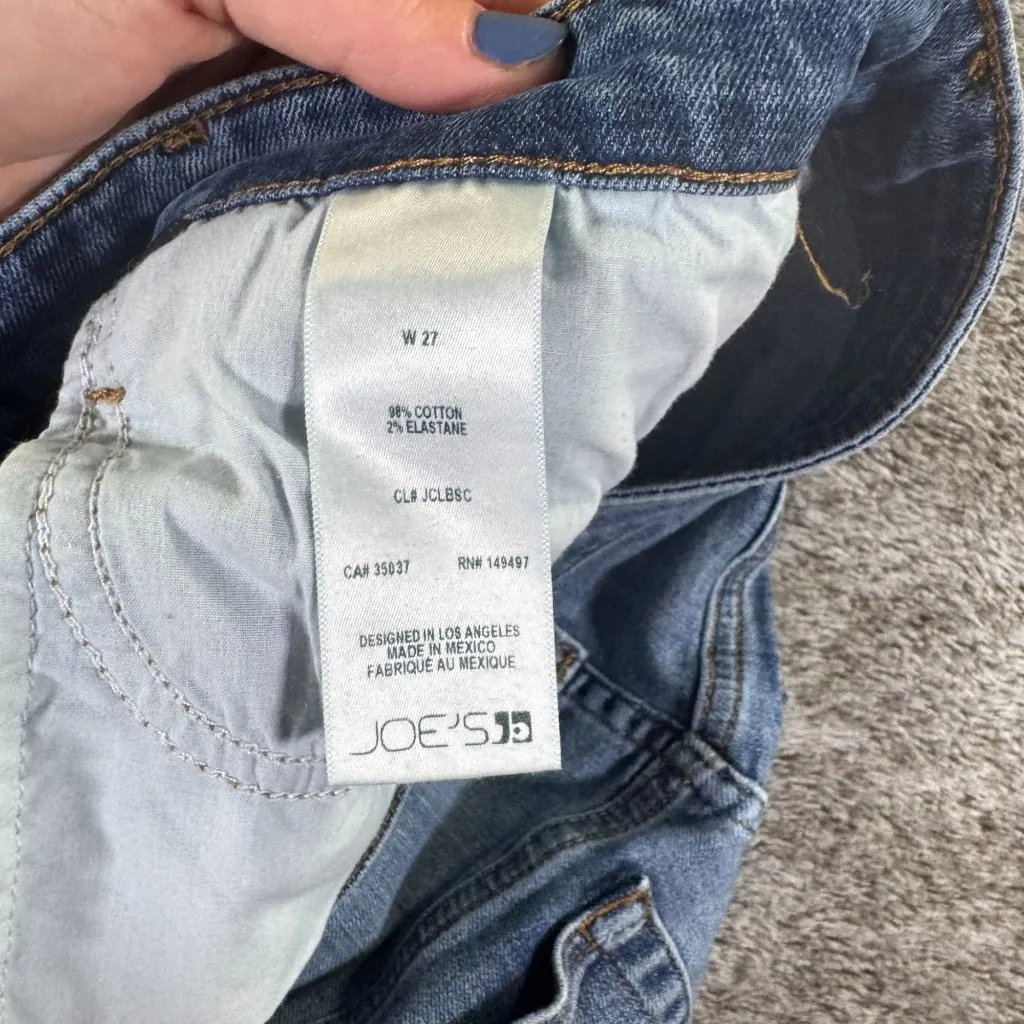 W 27
98% COTTON
2% ELASTANE
CL# JCLBSC
CA# 35037 RN# 149497
DESIGNED IN LOS ANGELES
MADE IN MEXICO
FABRIQUÉ AU MEXIQUE
JOE'S